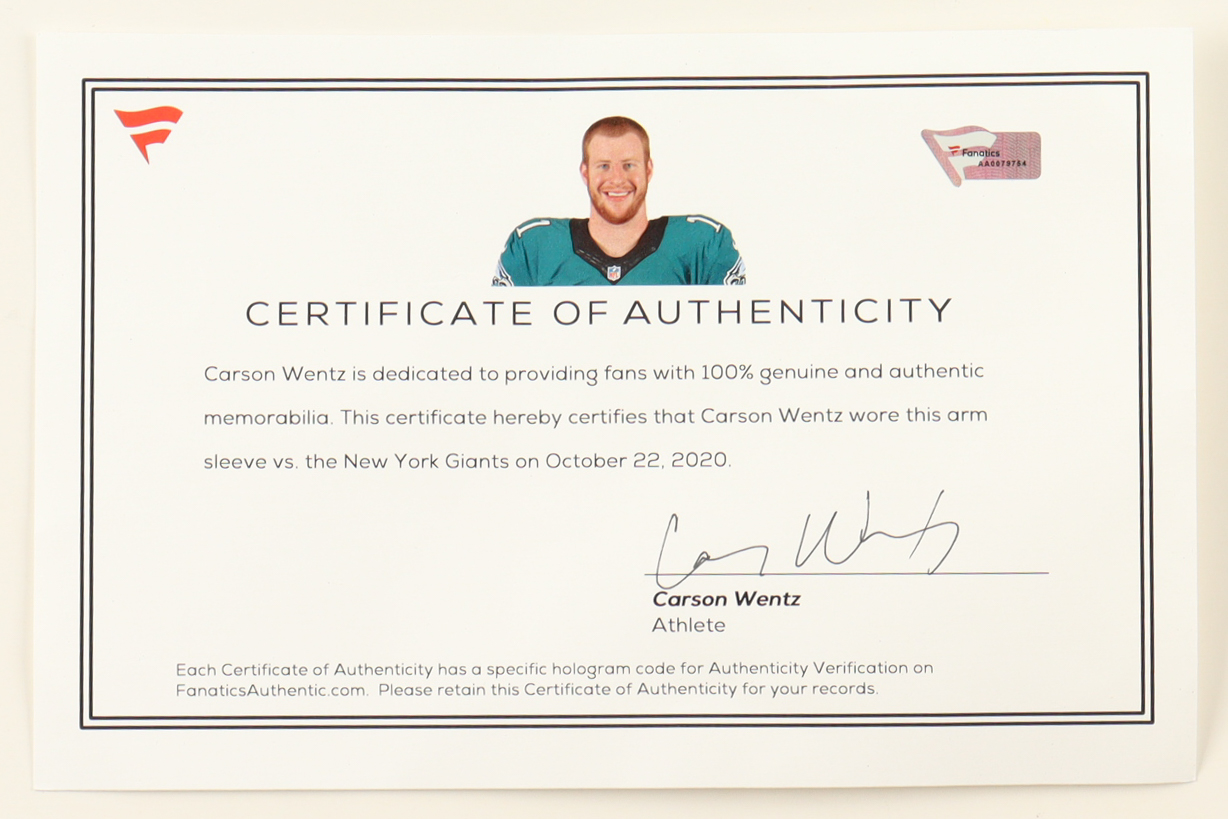 Fanatics
AA0079764
11
NFL
CERTIFICATE OF AUTHENTICITY
Carson Wentz is dedicated to providing fans with 100% genuine and authentic
memorabilia. This certificate hereby certifies that Carson Wentz wore this arm
sleeve vs. the New York Giants on October 22, 2020.
Carson Wentz
Athlete
Each Certificate of Authenticity has a specific hologram code for Authenticity Verification on
FanaticsAuthentic.com. Please retain this Certificate of Authenticity for your records.